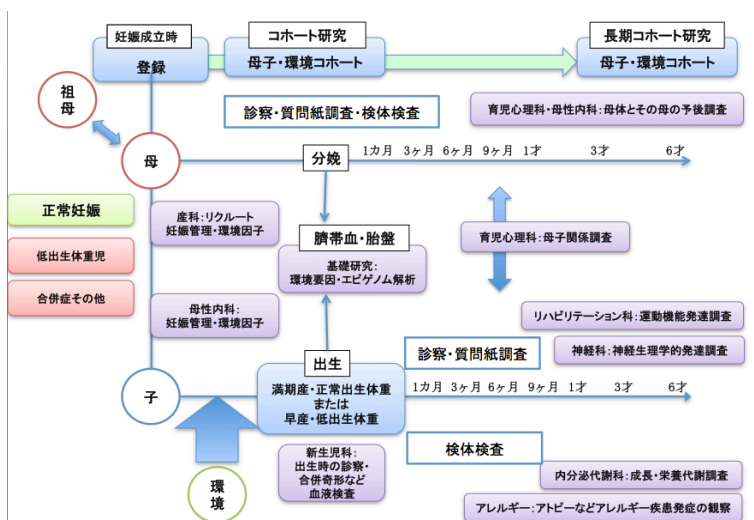 妊娠成立時
登録
コホート研究
母子・環境コホート
長期コホート研究
母子・環境コホート
祖
母
診察・質問紙調査・検体検査
育児心理科・母性内科：母体とその母の予後調査
母
分娩
1カ月 3ヶ月 6ヶ月 9ヶ月 1才 3才 6才
正常妊娠
低出生体重児
合併症その他
産科：リクルート
妊娠管理・環境因子
臍帯血・胎盤
基礎研究：
環境要因・エピゲノム解析
育児心理科：母子関係調査
母性内科：
妊娠管理・環境因子
リハビリテーション科：運動機能発達調査
神経科：神経生理学的発達調査
出生
診察・質問紙調査
子
満期産・正常出生体重
または
早産・低出生体重
1カ月 3ヶ月 6ヶ月 9ヶ月 1才 3才 6才
新生児科：
出生時の診察・
合併奇形など
血液検査
検体検査
環
境
内分泌代謝科：成長・栄養代謝調査
アレルギー：アトピーなどアレルギー疾患発症の観察